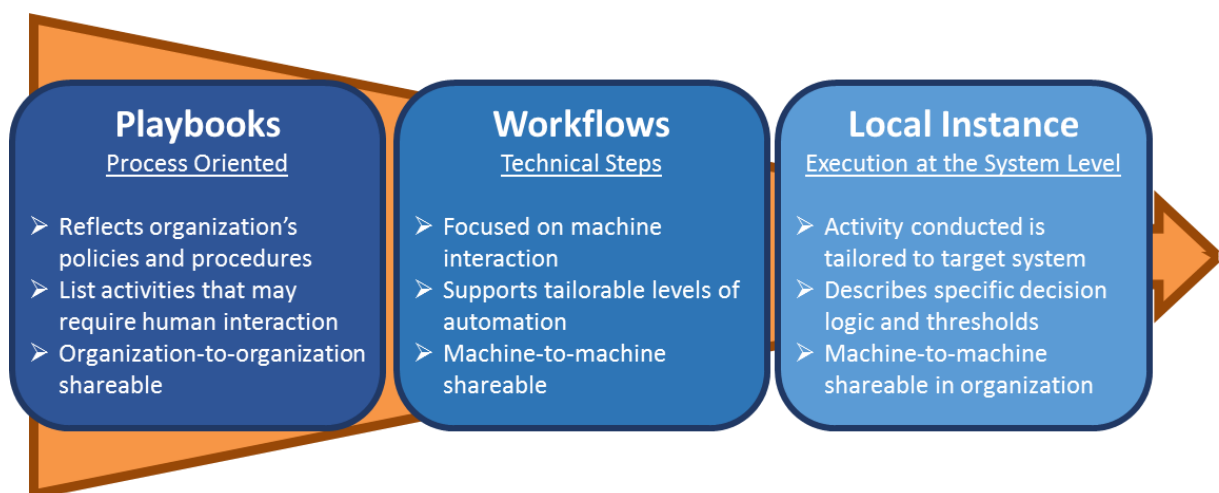 Playbooks
Process Oriented
➢ Reflects organization’s
policies and procedures
➢ List activities that may
require human interaction
➢ Organization-to-organization
shareable
Workflows
Technical Steps
➢ Focused on machine
interaction
➢ Supports tailorable levels of
automation
➢ Machine-to-machine
shareable
Local Instance
Execution at the System Level
➢ Activity conducted is
tailored to target system
➢ Describes specific decision
logic and thresholds
➢ Machine-to-machine
shareable in organization